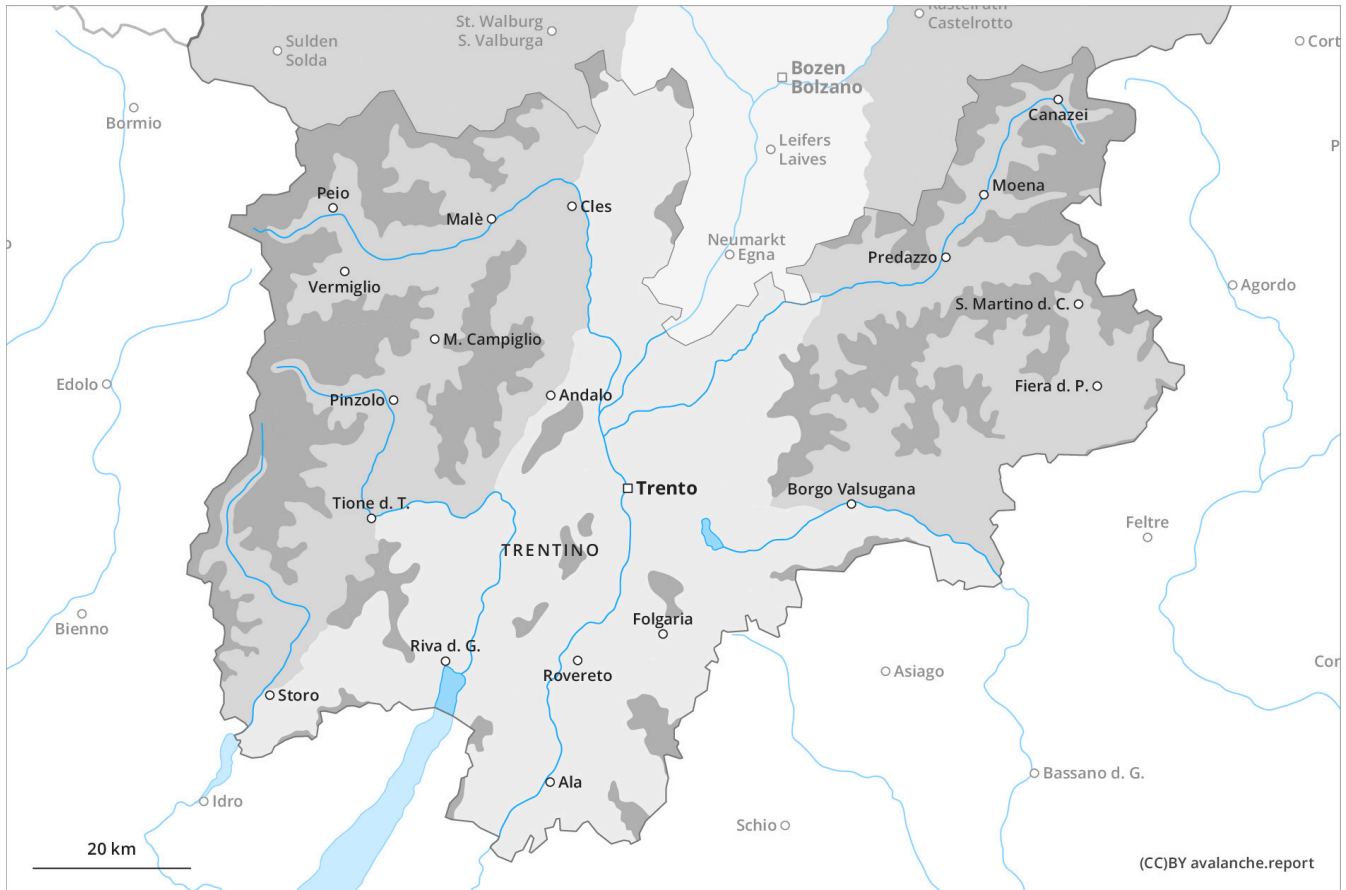 Kastelruth
Castelrotto
St. Walburg
S. Valburga
Sulden
Solda
Cort
Bozen
Bolzano
Bormio
Canazei
Leifers
Laives
P
Moena
Peio
Malè
Cles
Neumarkt
Egna
Predazzo
Vermiglio
Agordo
S. Martino d. C.
M. Campiglio
Edolo
Fiera d. P.
Andalo
Pinzolo
Trento
Borgo Valsugana
Tione d. T.
Feltre
TRENTINO
Folgaria
Bienno
Riva d. G.
Rovereto
Asiago
Cor
Storo
Ala
Bassano d. G.
Idro
Schio
20 km
(CC)BY avalanche.report